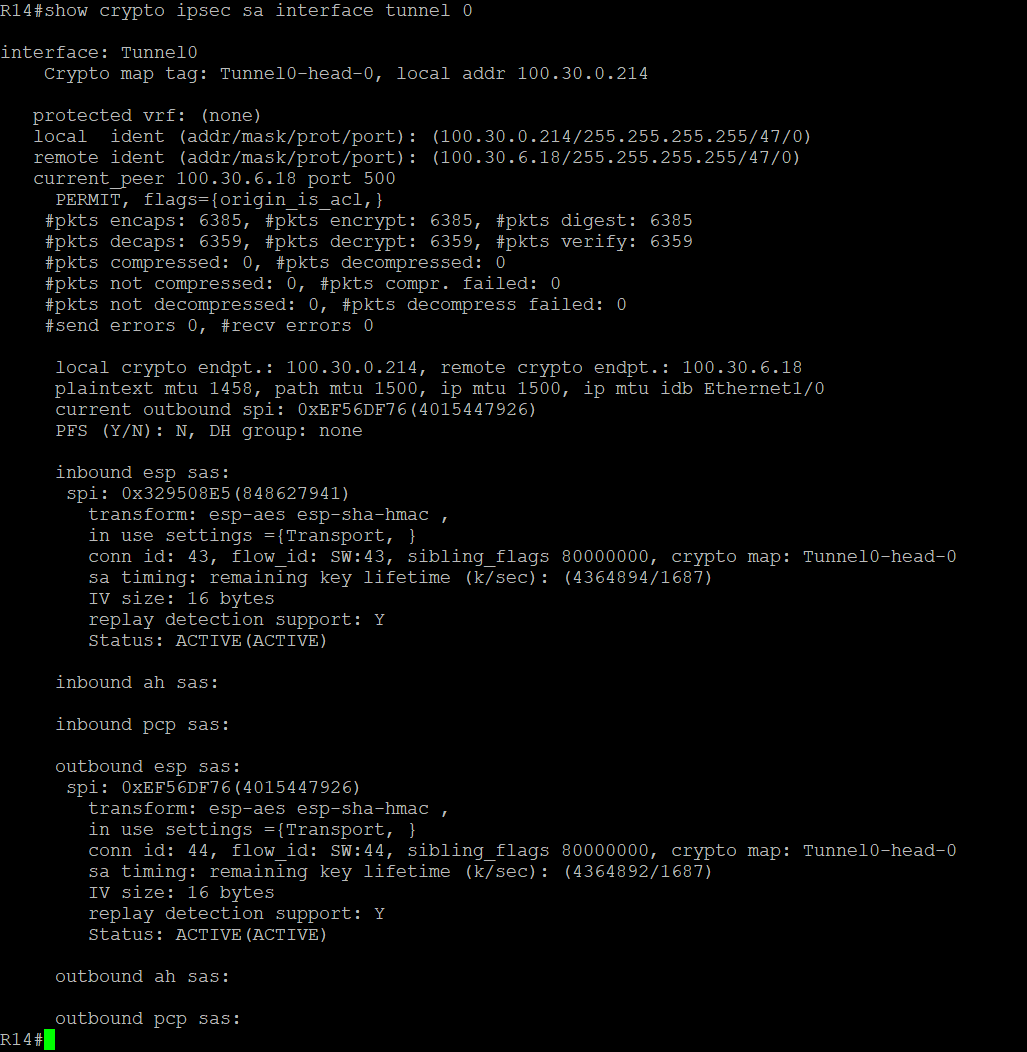 R14#show crypto ipsec sa interface tunnel 0
interface: Tunnel0
Crypto map tag: Tunnel0-head-0, local addr 100.30.0.214
protected vrf: (none)
local  ident (addr/mask/prot/port): (100.30.0.214/255.255.255.255/47/0)
remote ident (addr/mask/prot/port): (100.30.6.18/255.255.255.255/47/0)
current_peer 100.30.6.18 port 500
PERMIT, flags={origin_is_acl,}
#pkts encaps: 6385, #pkts encrypt: 6385, #pkts digest: 6385
#pkts decaps: 6359, #pkts decrypt: 6359, #pkts verify: 6359
#pkts compressed: 0, #pkts decompressed: 0
#pkts not compressed: 0, #pkts compr. failed: 0
#pkts not decompressed: 0, #pkts decompress failed: 0
#send errors 0, #recv errors 0
local crypto endpt.: 100.30.0.214, remote crypto endpt.: 100.30.6.18
plaintext mtu 1458, path mtu 1500, ip mtu 1500, ip mtu idb Ethernet1/0
current outbound spi: 0xEF56DF76(4015447926)
PFS (Y/N): N, DH group: none
inbound esp sas:
spi: 0x329508E5(848627941)
transform: esp-aes esp-sha-hmac ,
in use settings ={Transport, }
conn id: 43, flow_id: SW:43, sibling_flags 80000000, crypto map: Tunnel0-head-0
sa timing: remaining key lifetime (k/sec): (4364894/1687)
IV size: 16 bytes
replay detection support: Y
Status: ACTIVE(ACTIVE)
inbound ah sas:
inbound pcp sas:
outbound esp sas:
spi: 0xEF56DF76(4015447926)
transform: esp-aes esp-sha-hmac ,
in use settings ={Transport, }
conn id: 44, flow_id: SW:44, sibling_flags 80000000, crypto map: Tunnel0-head-0
sa timing: remaining key lifetime (k/sec): (4364892/1687)
IV size: 16 bytes
replay detection support: Y
Status: ACTIVE(ACTIVE)
outbound ah sas:
outbound pcp sas:
R14#